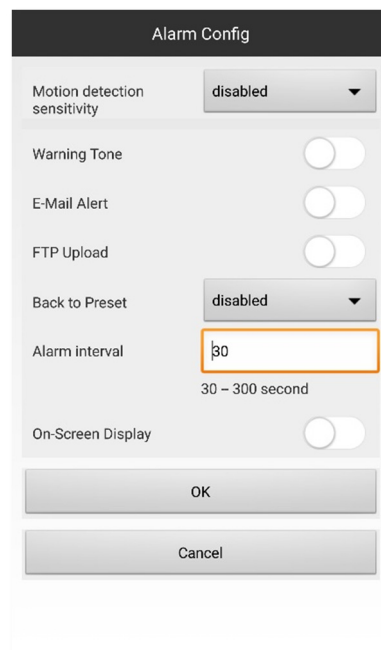 Alarm Config
Motion detection disabled
sensitivity
Warning Tone
E-Mail Alert
FTP Upload
Back to Preset disabled
Alarm interval 30
30 – 300 second
On-Screen Display
OK
Cancel